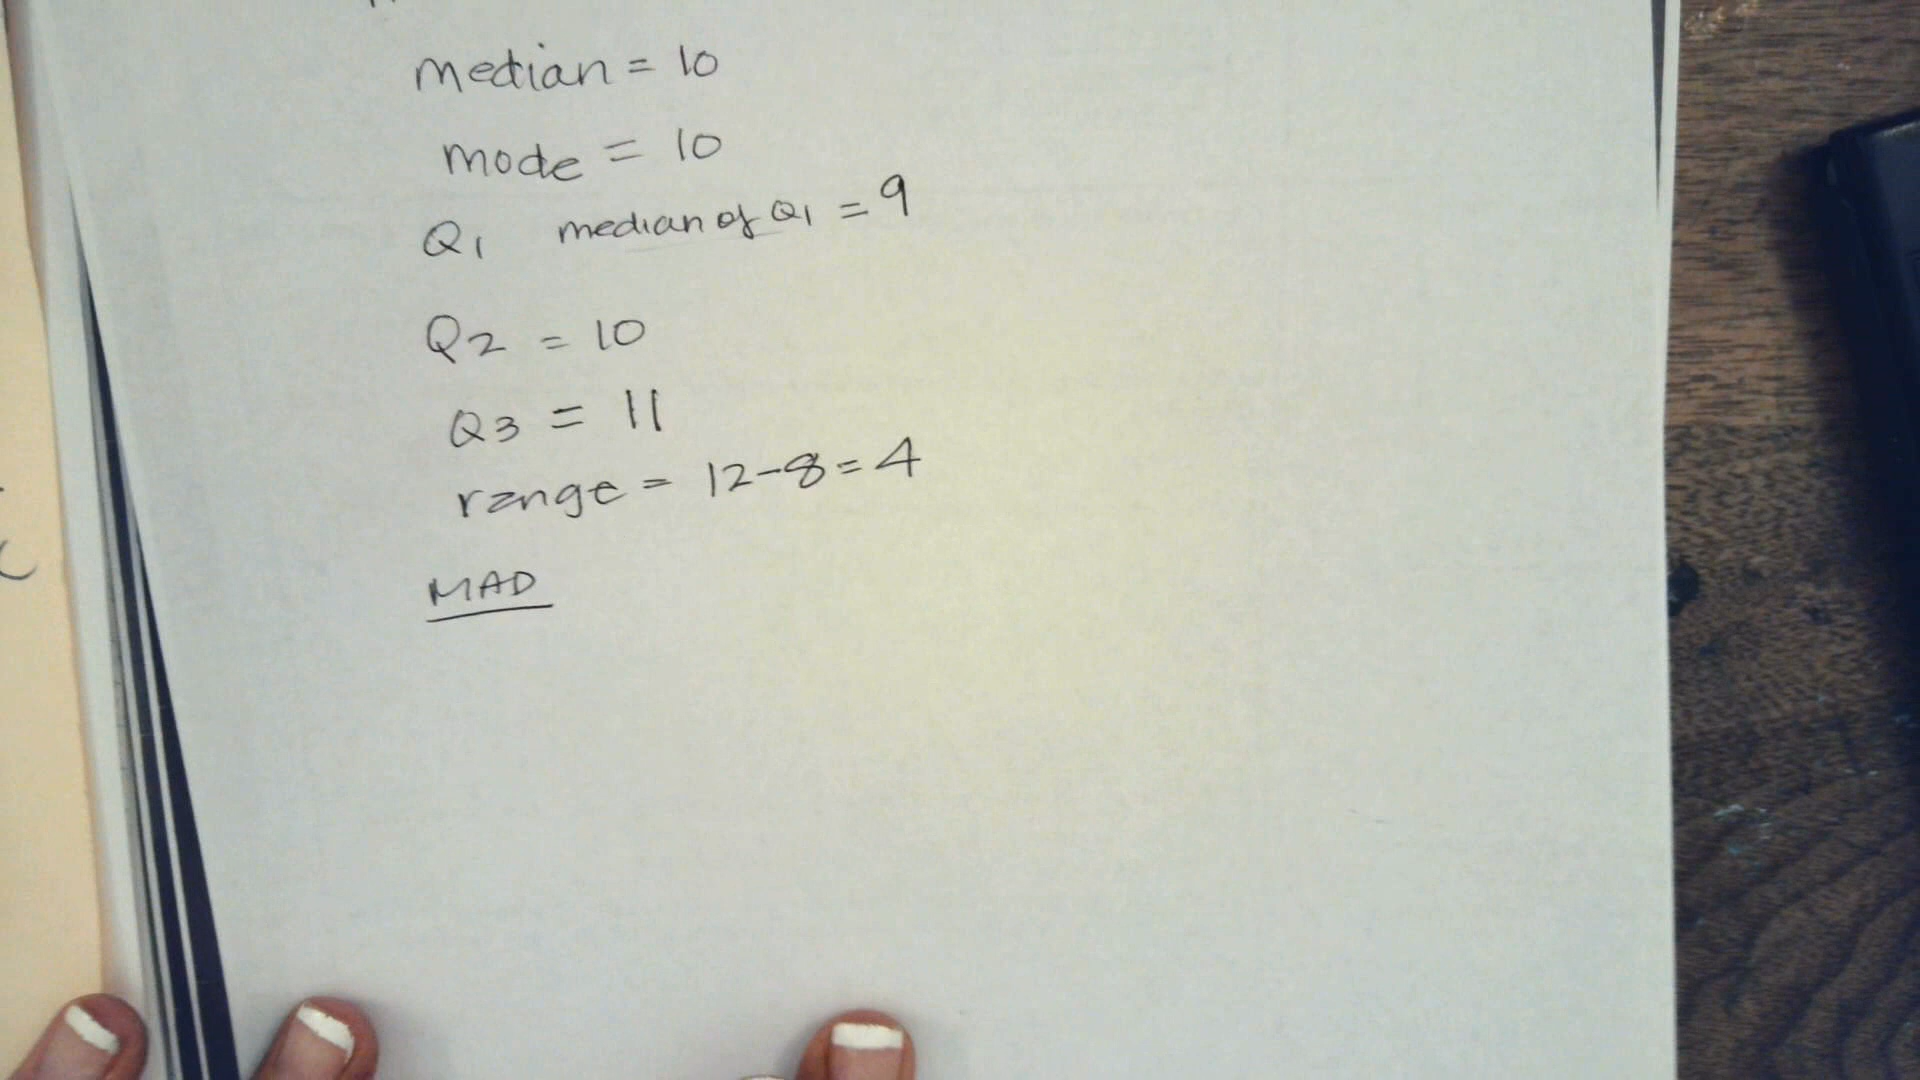 median = 10
mode = 10
Q1 median of Q1 = 9
Q2 = 10
Q3 = 11
range = 12-8=4
MAD